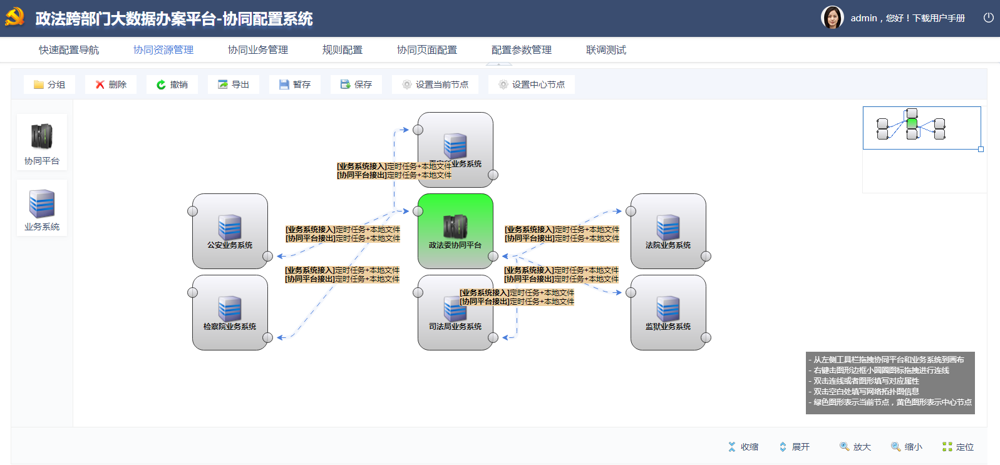 政法跨部门大数据办案平台-协同配置系统
admin，您好！下载用户手册
快速配置导航 协同资源管理 协同业务管理 规则配置 协同页面配置 配置参数管理 联调测试
分组 删除 撤销 导出 暂存 保存 设置当前节点 设置中心节点
协同平台
业务系统
业务系统
[业务系统接入]定时任务+本地文件
[协同平台接出]定时任务+本地文件
公安业务系统
[业务系统接入]定时任务+本地文件
[协同平台接出]定时任务+本地文件
政法委协同平台
[业务系统接入]定时任务+本地文件
[协同平台接出]定时任务+本地文件
法院业务系统
[业务系统接入]定时任务+本地文件
[协同平台接出]定时任务+本地文件
[业务系统接入]定时任务+本地文件
[协同平台接出]定时任务+本地文件
检察院业务系统
[业务系统接入]定时任务+本地文件
[协同平台接出]定时任务+本地文件
司法局业务系统
监狱业务系统
- 从左侧工具栏拖拽协同平台和业务系统到画布
- 右键击图形边框小圆圈图标拖拽进行连线
- 双击连线或者图形填写对应属性
- 双击空白处填写网络拓扑图信息
- 绿色图形表示当前节点，黄色图形表示中心节点
收缩 展开 放大 缩小 定位